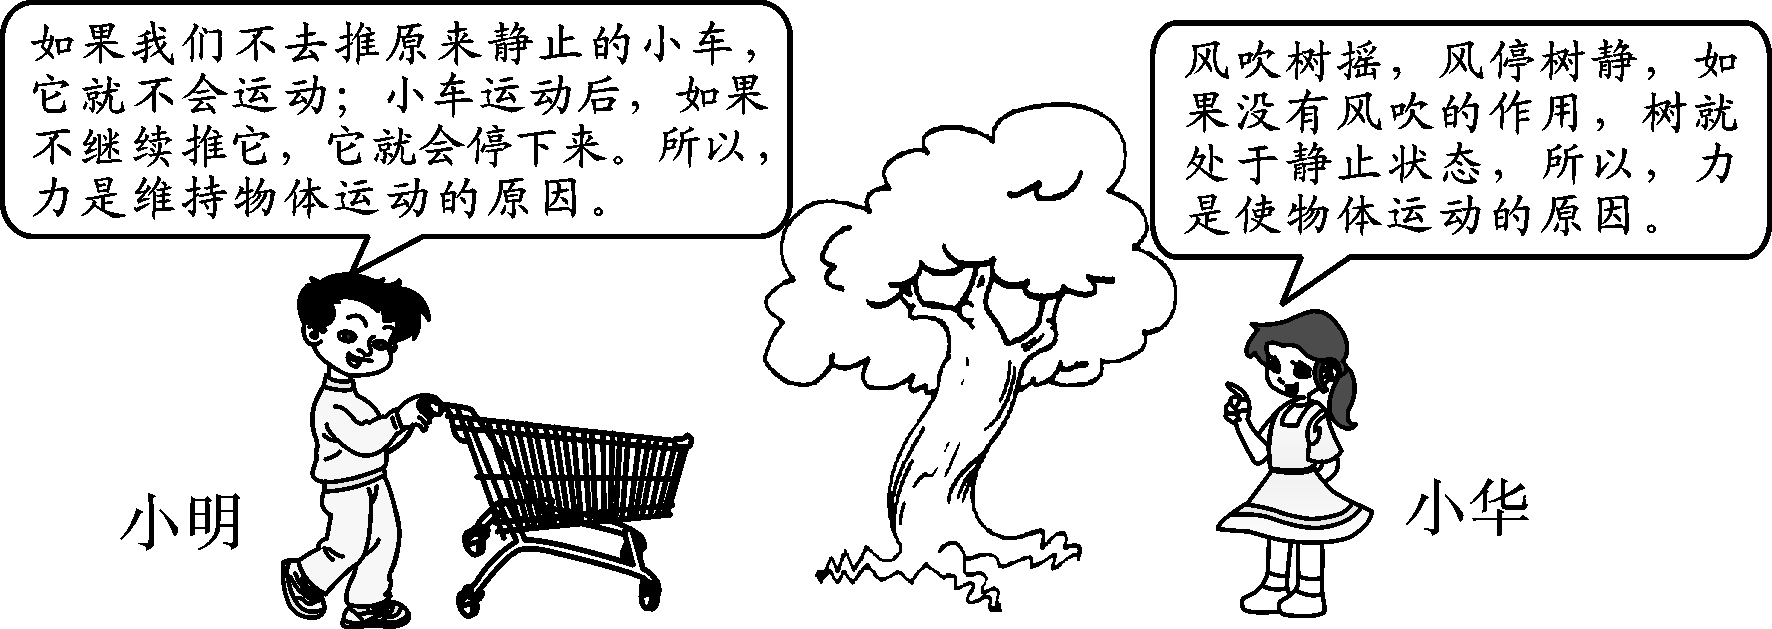 如果我们不去推原来静止的小车，
它就不会运动；小车运动后，如果
不继续推它，它就会停下来。所以，
力是维持物体运动的原因。
风吹树摇，风停树静，如
果没有风吹的作用，树就
处于静止状态，所以，力
是使物体运动的原因。
小明
小华